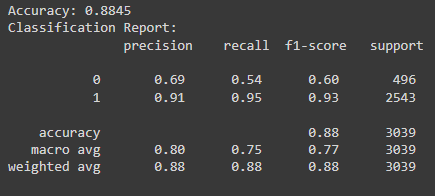 Accuracy: 0.8845
Classification Report:
precision recall f1-score support
0 0.69 0.54 0.60 496
1 0.91 0.95 0.93 2543
accuracy 0.88 3039
macro avg 0.80 0.75 0.77 3039
weighted avg 0.88 0.88 0.88 3039